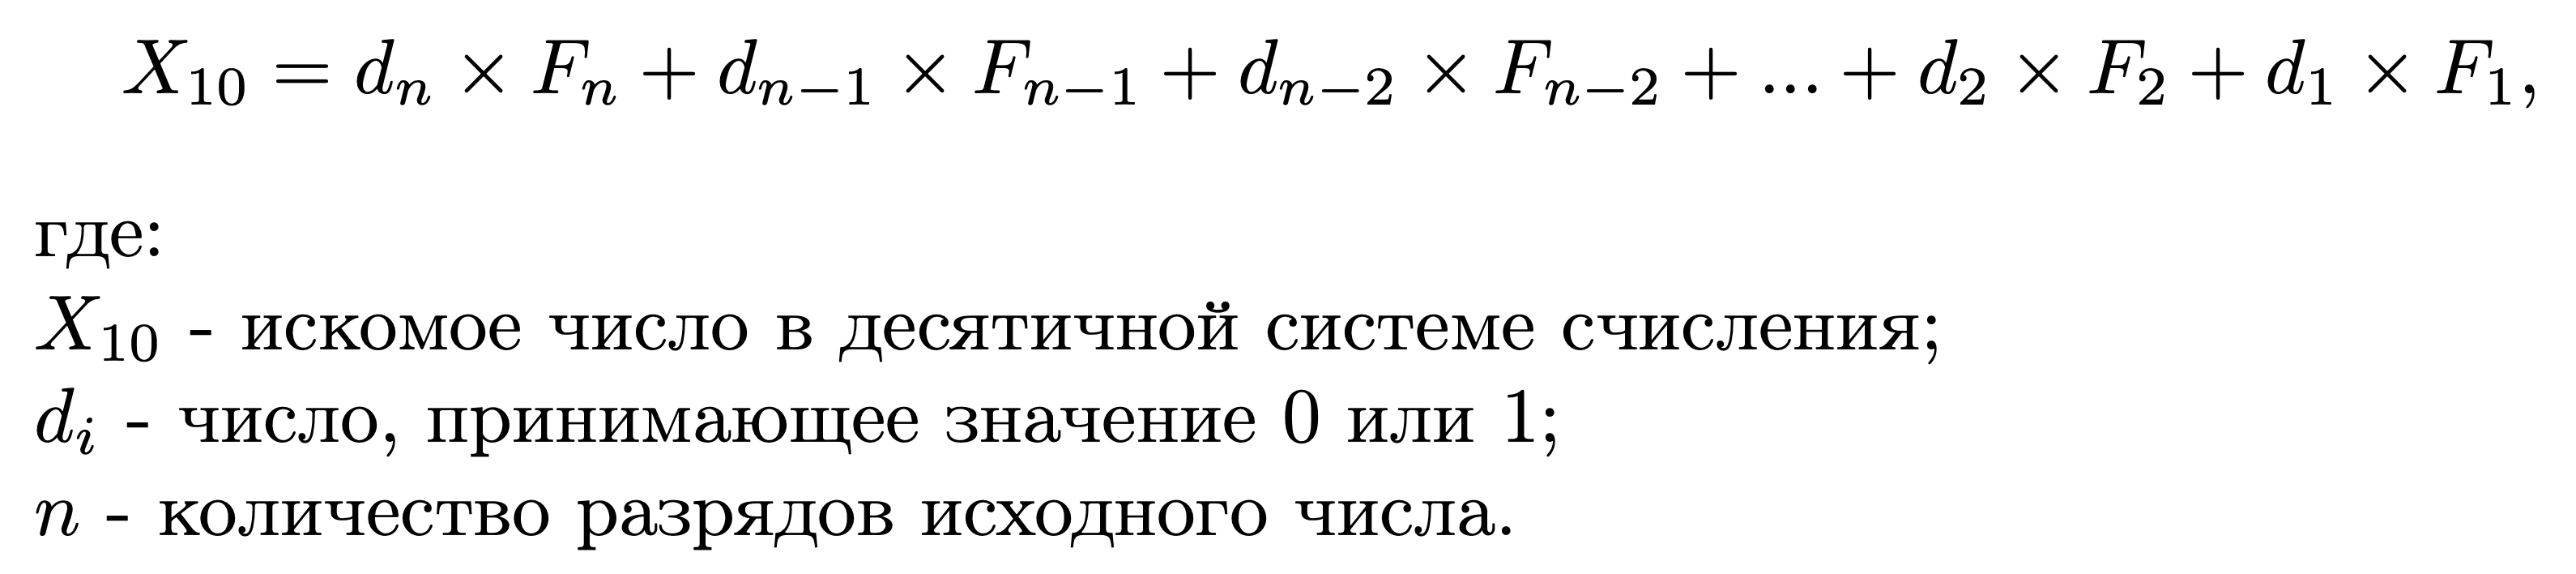 X₁₀ = dₙ × Fₙ + dₙ₋₁ × Fₙ₋₁ + dₙ₋₂ × Fₙ₋₂ + ... + d₂ × F₂ + d₁ × F₁,
где:
X₁₀ - искомое число в десятичной системе счисления;
dᵢ - число, принимающее значение 0 или 1;
n - количество разрядов исходного числа.